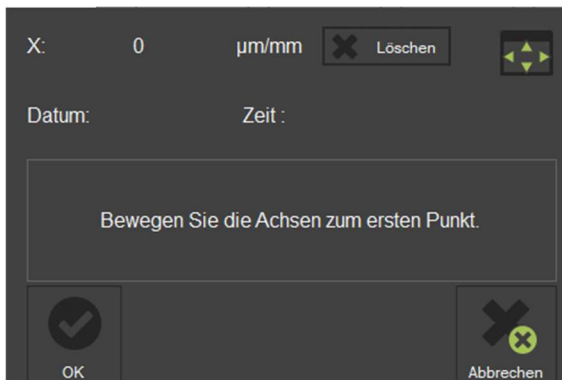 X: 0 µm/mm Löschen
Datum: Zeit :
Bewegen Sie die Achsen zum ersten Punkt.
OK Abbrechen